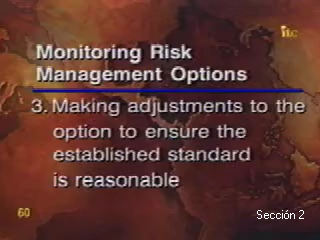 itc
Monitoring Risk
Management Options
3. Making adjustments to the
option to ensure the
established standard
is reasonable
60
Sección 2